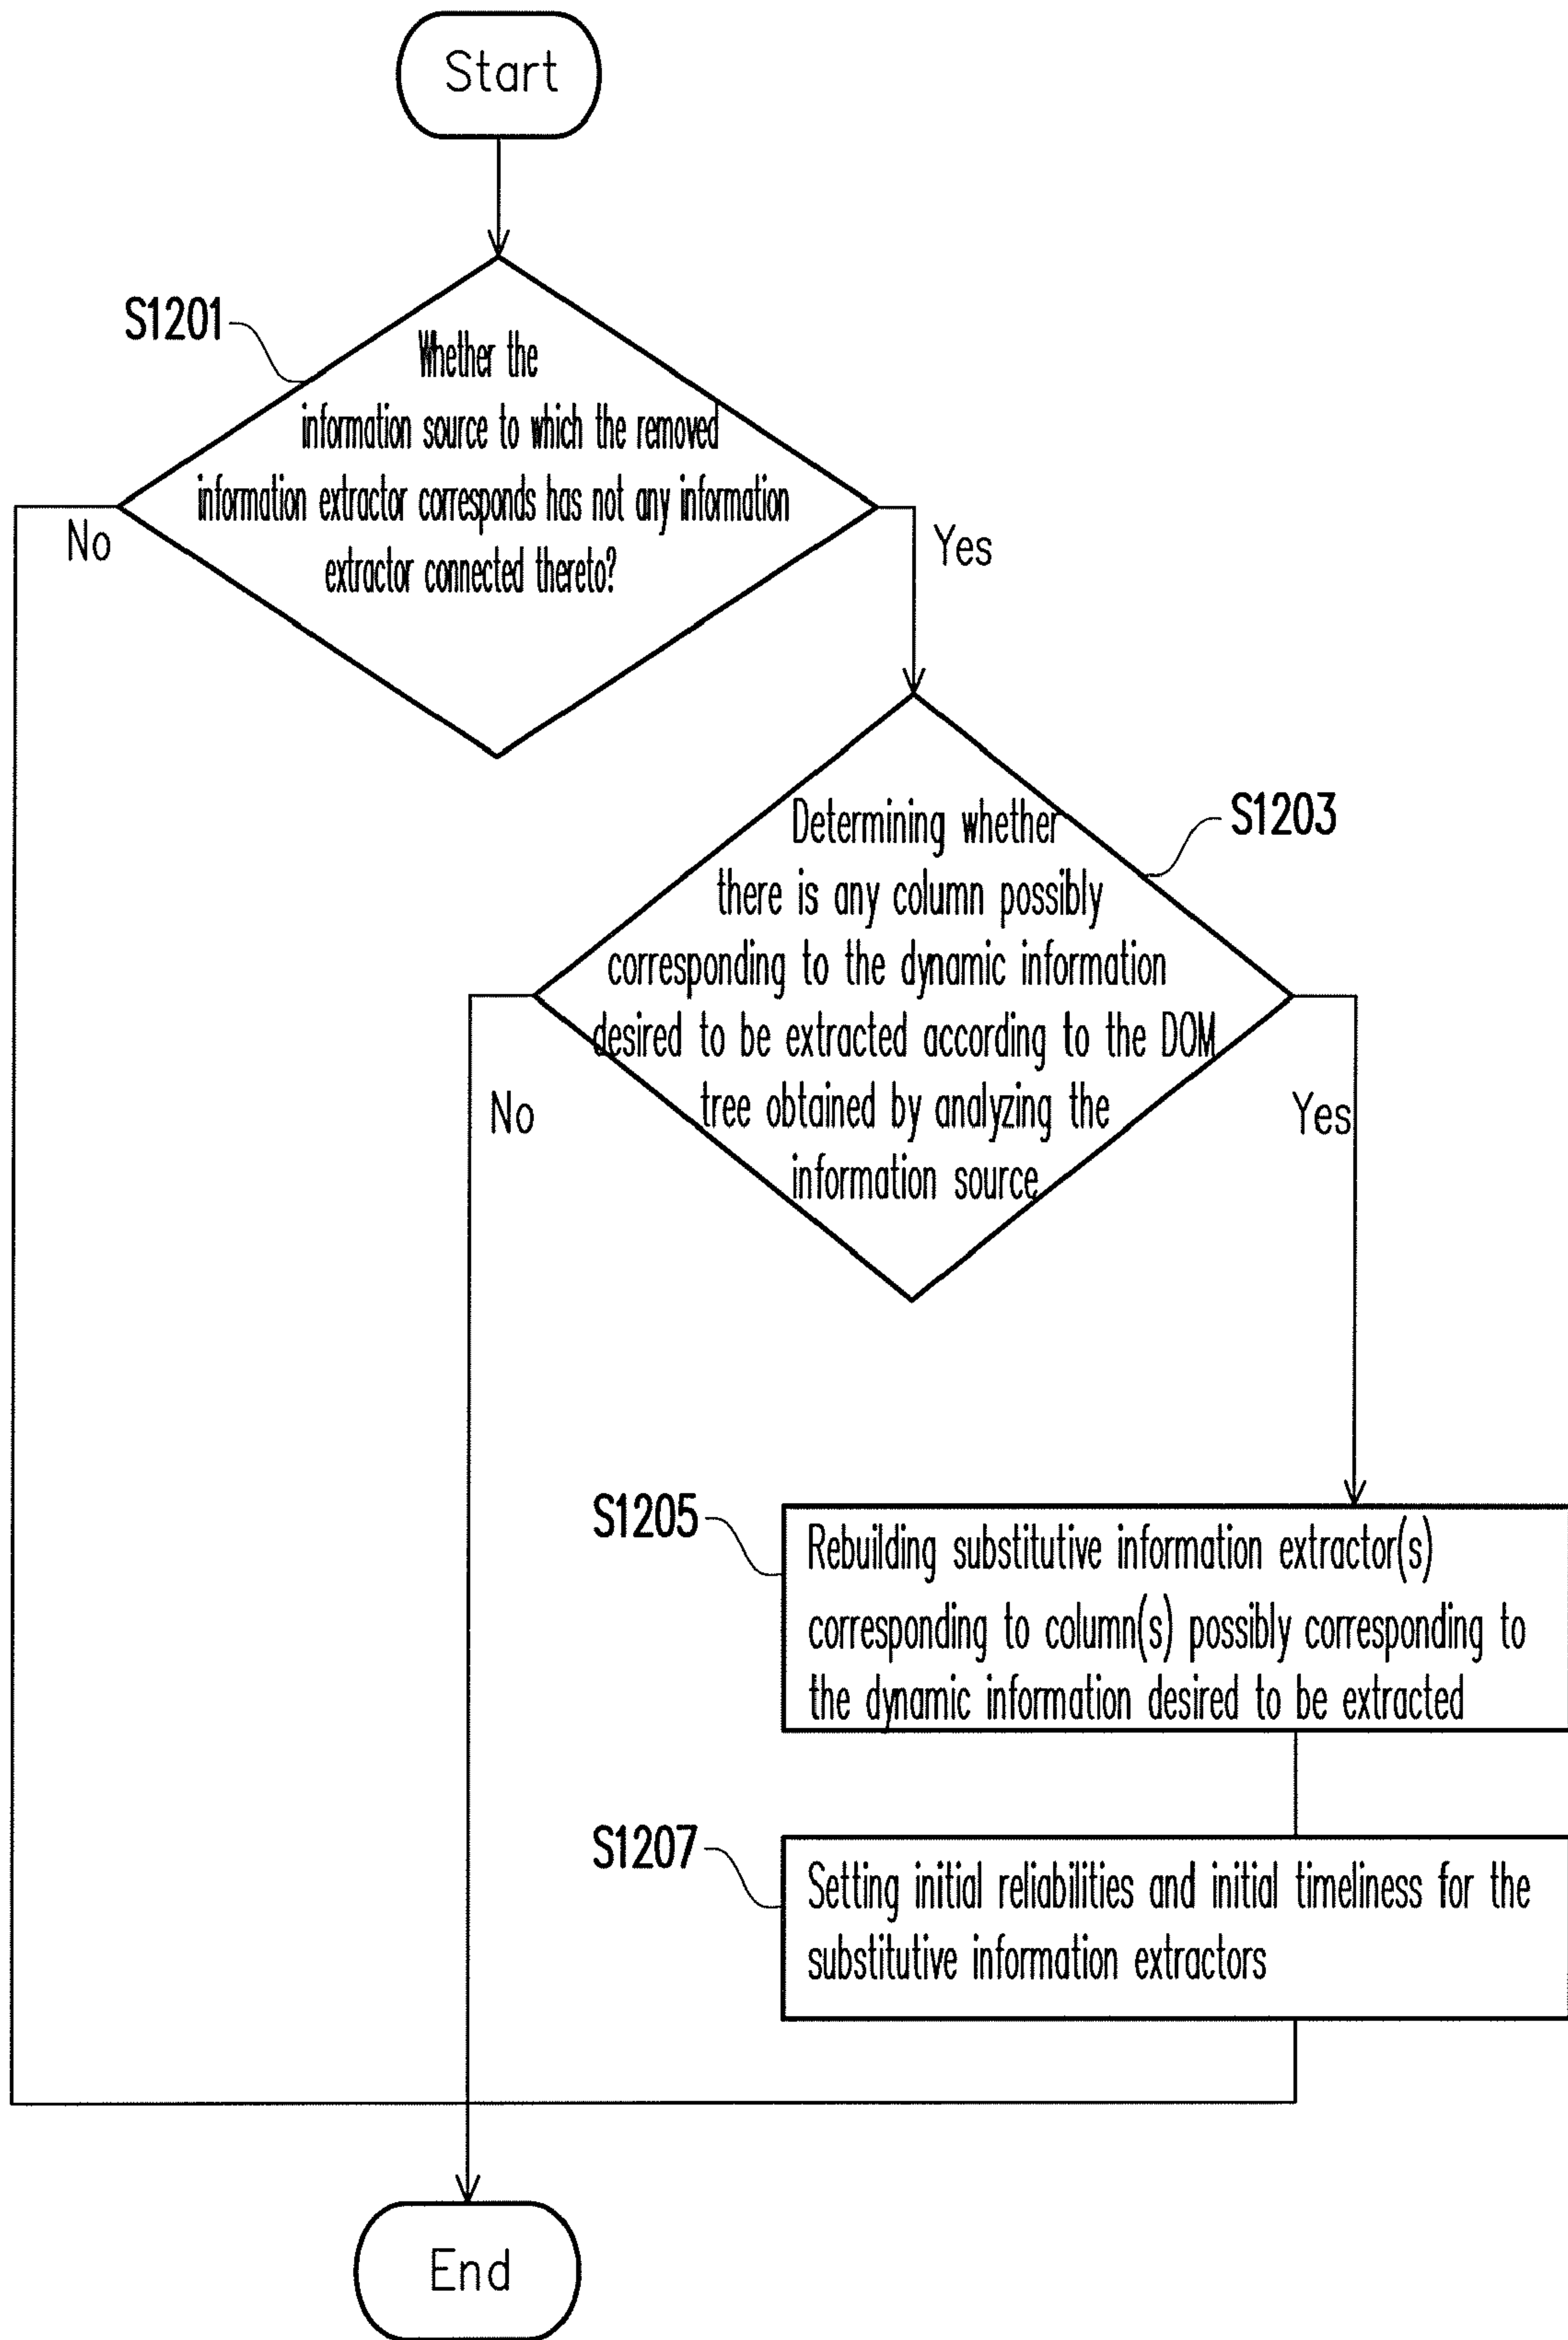 Start
S1201
Whether the
information source to which the removed
information extractor corresponds has not any information
extractor connected thereto?
No
Yes
S1203
Determining whether
there is any column possibly
corresponding to the dynamic information
desired to be extracted according to the DOM
tree obtained by analyzing the
information source
No
Yes
S1205
Rebuilding substitutive information extractor(s)
corresponding to column(s) possibly corresponding to
the dynamic information desired to be extracted
S1207
Setting initial reliabilities and initial timeliness for the
substitutive information extractors
End